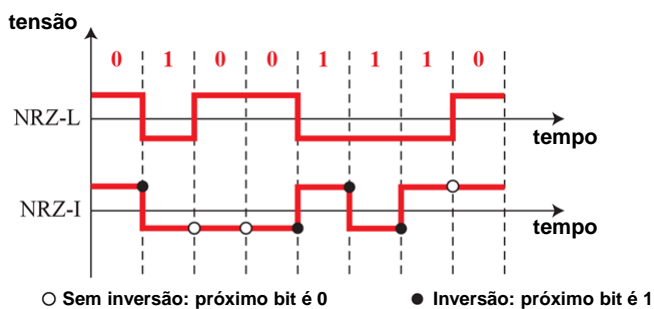 tensão
0 1 0 0 1 1 1 0
NRZ-L
tempo
NRZ-I
tempo
Sem inversão: próximo bit é 0
Inversão: próximo bit é 1